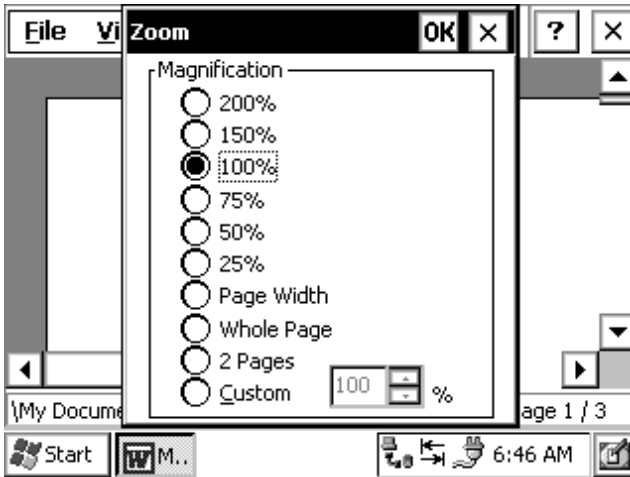 File Vi Zoom OK × ? ×
Magnification
200%
150%
100%
75%
50%
25%
Page Width
Whole Page
2 Pages
Custom 100 %
\My Docume age 1 / 3
Start M.. 6:46 AM